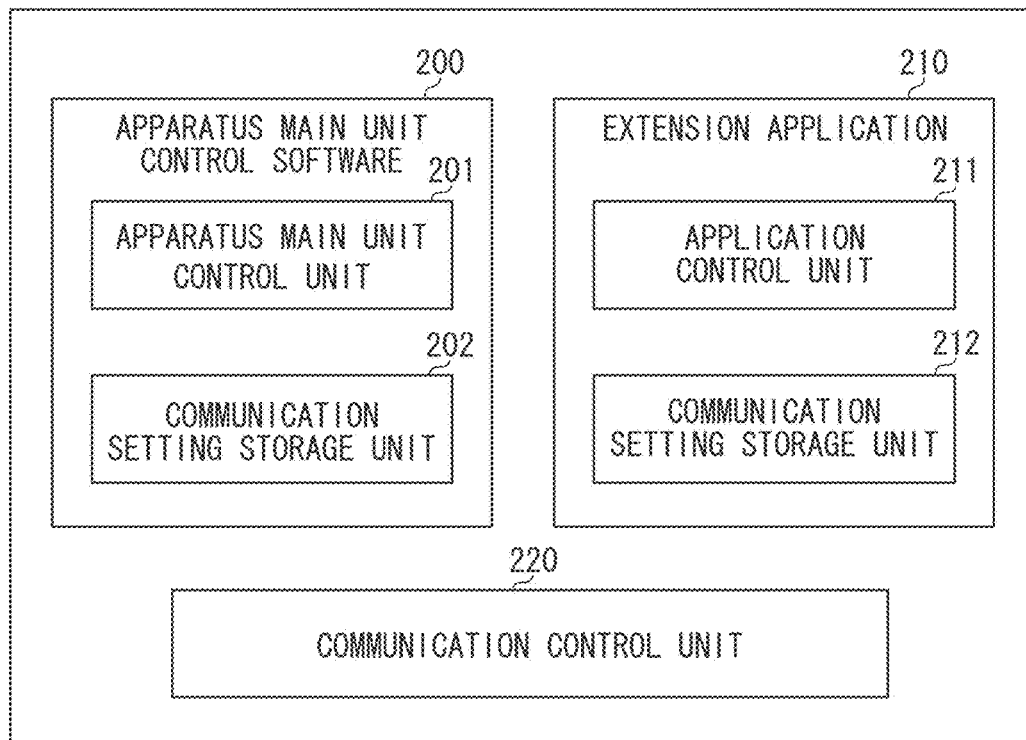 200
APPARATUS MAIN UNIT
CONTROL SOFTWARE
201
APPARATUS MAIN UNIT
CONTROL UNIT
202
COMMUNICATION
SETTING STORAGE UNIT
210
EXTENSION APPLICATION
211
APPLICATION
CONTROL UNIT
212
COMMUNICATION
SETTING STORAGE UNIT
220
COMMUNICATION CONTROL UNIT